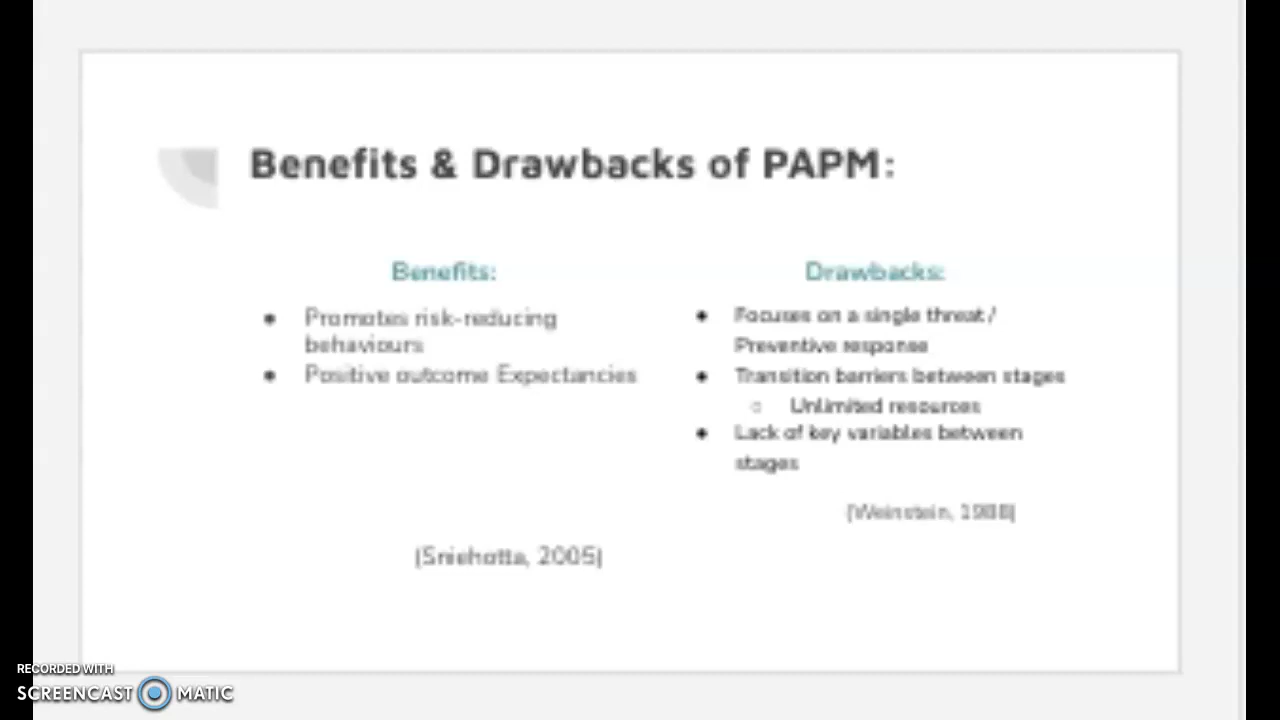 Benefits & Drawbacks of PAPM:
Benefits:
● Promotes risk-reducing
behaviours
● Positive outcome Expectancies
(Sniehotta, 2005)
Drawbacks:
● Focuses on a single threat /
Preventive response
● Transition barriers between stages
○ Unlimited resources
● Lack of key variables between
stages
(Weinstein, 1988)
RECORDED WITH
SCREENCAST MATIC